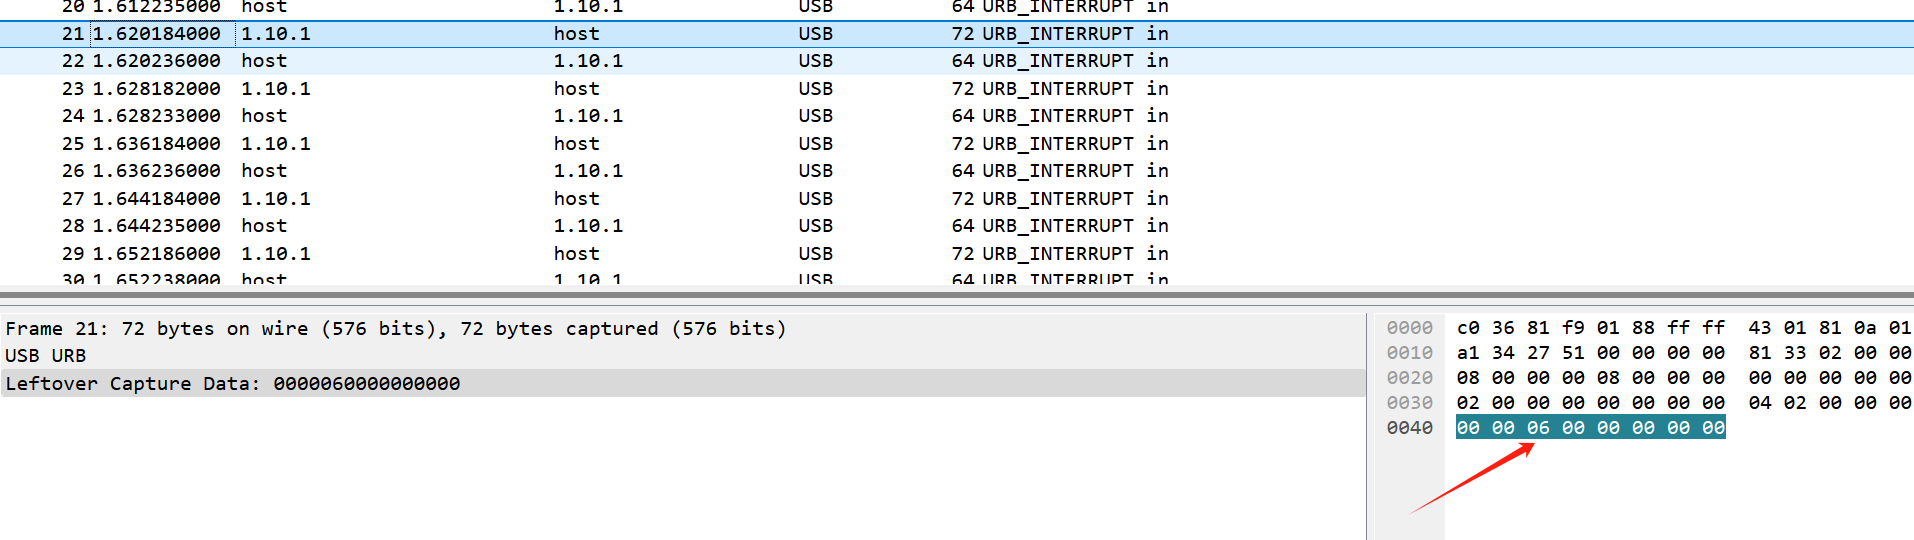 20 1.612235000 host 1.10.1 USB 64 URB_INTERRUPT in
21 1.620184000 1.10.1 host USB 72 URB_INTERRUPT in
22 1.620236000 host 1.10.1 USB 64 URB_INTERRUPT in
23 1.628182000 1.10.1 host USB 72 URB_INTERRUPT in
24 1.628233000 host 1.10.1 USB 64 URB_INTERRUPT in
25 1.636184000 1.10.1 host USB 72 URB_INTERRUPT in
26 1.636236000 host 1.10.1 USB 64 URB_INTERRUPT in
27 1.644184000 1.10.1 host USB 72 URB_INTERRUPT in
28 1.644235000 host 1.10.1 USB 64 URB_INTERRUPT in
29 1.652186000 1.10.1 host USB 72 URB_INTERRUPT in
30 1.652238000 host 1.10.1 USB 64 URB_INTERRUPT in
Frame 21: 72 bytes on wire (576 bits), 72 bytes captured (576 bits)
USB URB
Leftover Capture Data: 0000060000000000
0000 c0 36 81 f9 01 88 ff ff 43 01 81 0a 01
0010 a1 34 27 51 00 00 00 00 81 33 02 00 00
0020 08 00 00 00 08 00 00 00 00 00 00 00 00
0030 02 00 00 00 00 00 00 00 04 02 00 00 00
0040 00 00 06 00 00 00 00 00